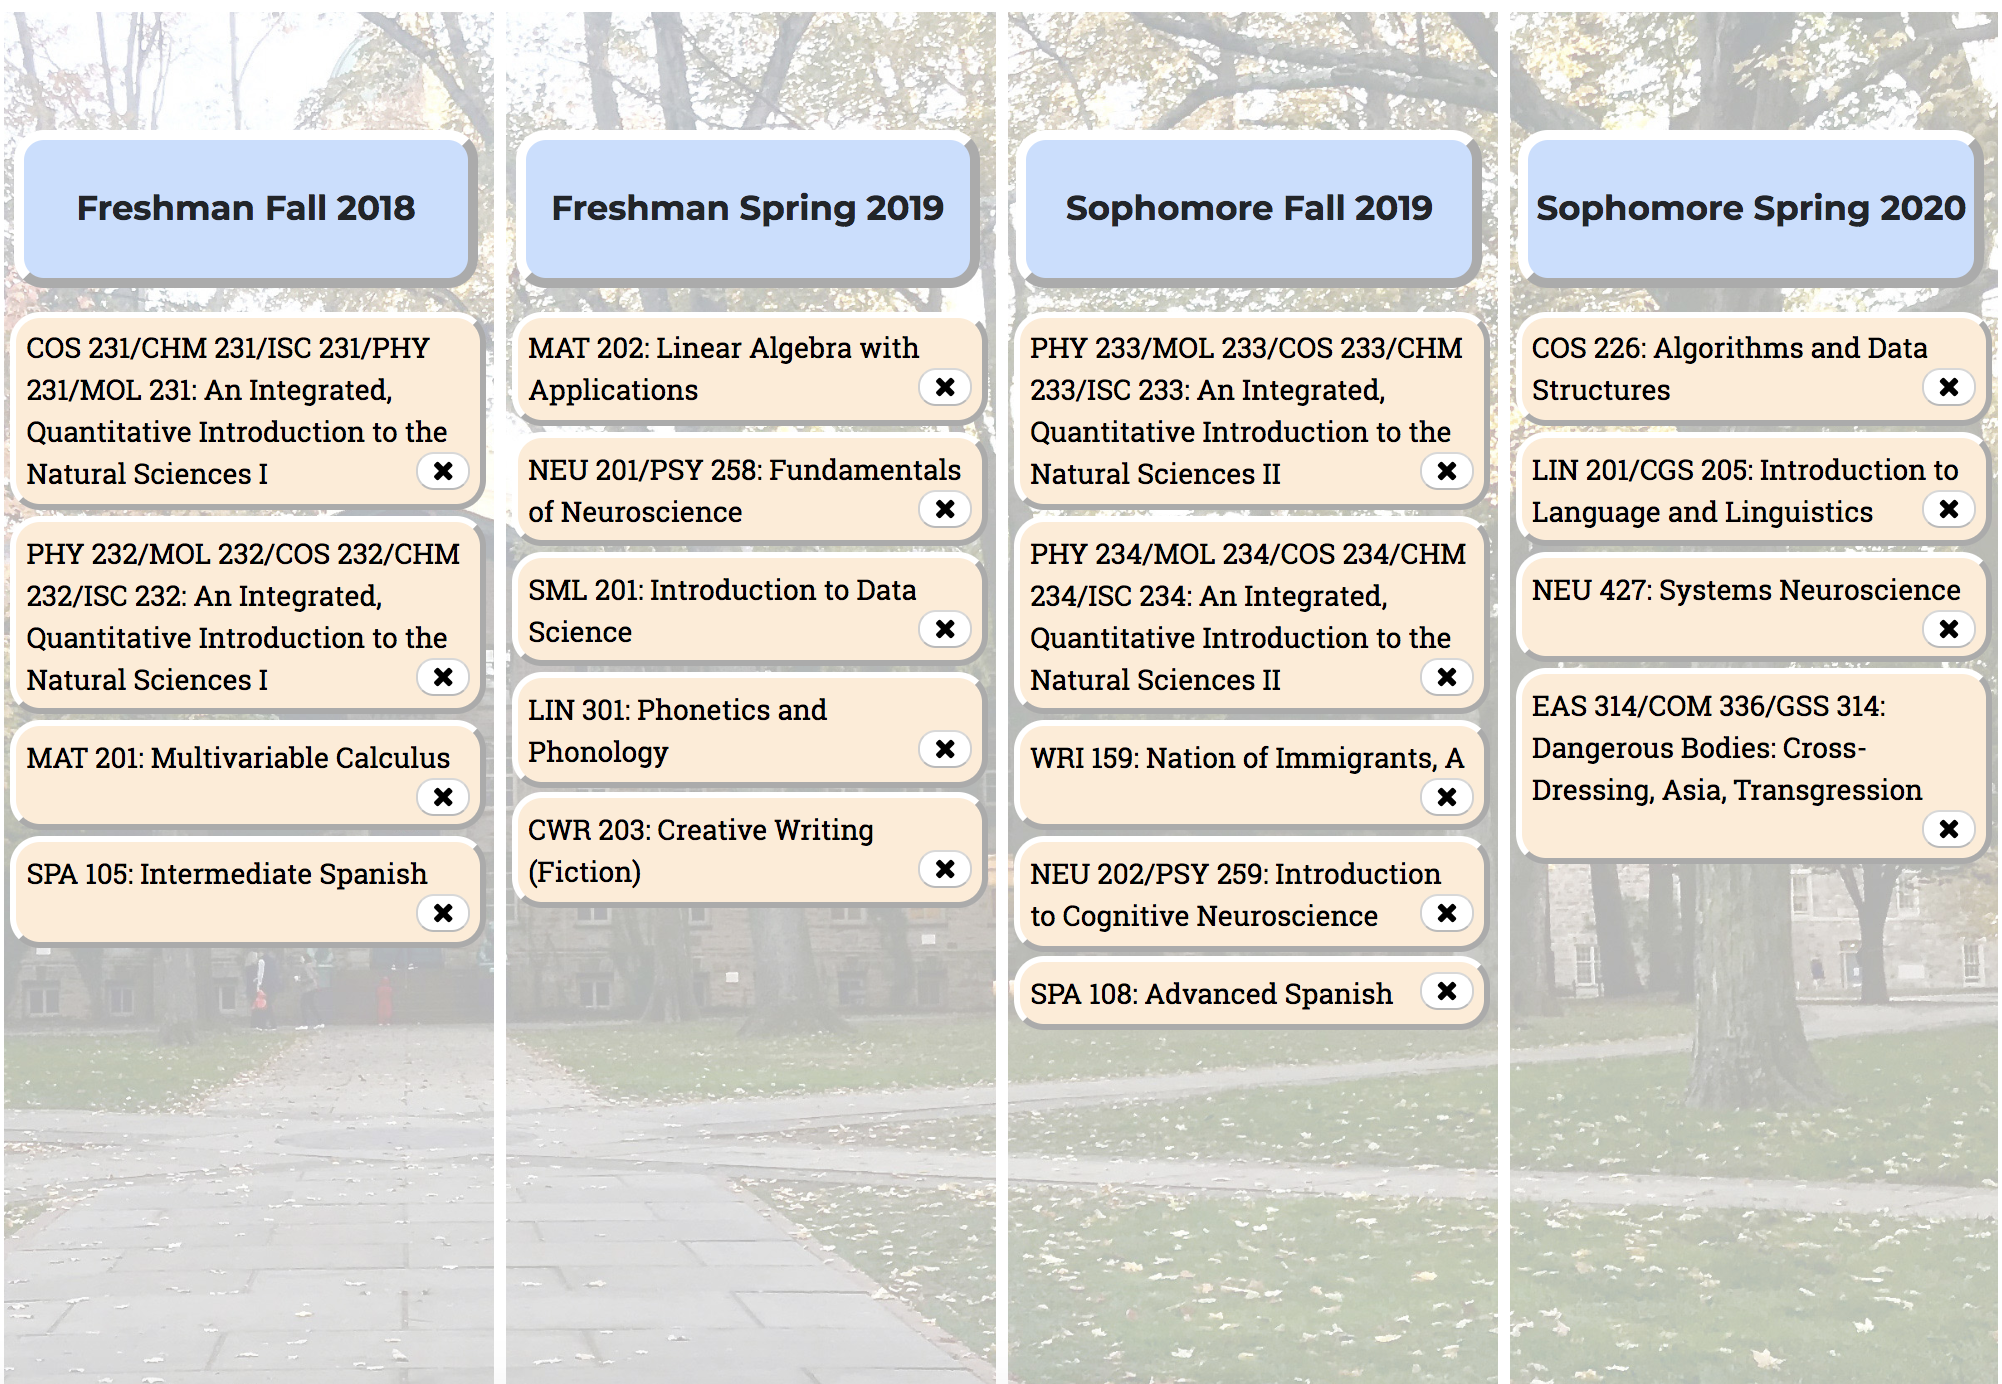 Freshman Fall 2018
COS 231/CHM 231/ISC 231/PHY
231/MOL 231: An Integrated,
Quantitative Introduction to the
Natural Sciences I
PHY 232/MOL 232/COS 232/CHM
232/ISC 232: An Integrated,
Quantitative Introduction to the
Natural Sciences I
MAT 201: Multivariable Calculus
SPA 105: Intermediate Spanish
Freshman Spring 2019
MAT 202: Linear Algebra with
Applications
NEU 201/PSY 258: Fundamentals
of Neuroscience
SML 201: Introduction to Data
Science
LIN 301: Phonetics and
Phonology
CWR 203: Creative Writing
(Fiction)
Sophomore Fall 2019
PHY 233/MOL 233/COS 233/CHM
233/ISC 233: An Integrated,
Quantitative Introduction to the
Natural Sciences II
PHY 234/MOL 234/COS 234/CHM
234/ISC 234: An Integrated,
Quantitative Introduction to the
Natural Sciences II
WRI 159: Nation of Immigrants, A
NEU 202/PSY 259: Introduction
to Cognitive Neuroscience
SPA 108: Advanced Spanish
Sophomore Spring 2020
COS 226: Algorithms and Data
Structures
LIN 201/CGS 205: Introduction to
Language and Linguistics
NEU 427: Systems Neuroscience
EAS 314/COM 336/GSS 314:
Dangerous Bodies: Cross-
Dressing, Asia, Transgression